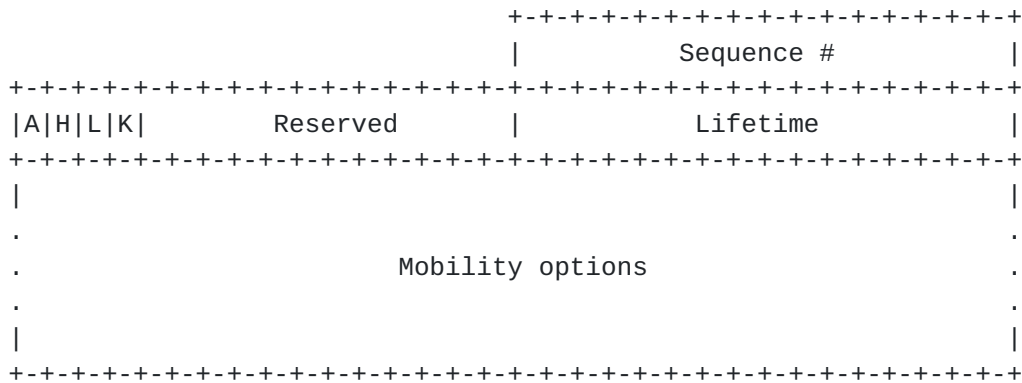 +-+-+-+-+-+-+-+-+-+-+-+-+-+-+-+-+
                                |          Sequence #           |
+-+-+-+-+-+-+-+-+-+-+-+-+-+-+-+-+-+-+-+-+-+-+-+-+-+-+-+-+-+-+-+-+
|A|H|L|K|        Reserved       |           Lifetime            |
+-+-+-+-+-+-+-+-+-+-+-+-+-+-+-+-+-+-+-+-+-+-+-+-+-+-+-+-+-+-+-+-+
|                                                               |
.                                                               .
.                        Mobility options                       .
.                                                               .
|                                                               |
+-+-+-+-+-+-+-+-+-+-+-+-+-+-+-+-+-+-+-+-+-+-+-+-+-+-+-+-+-+-+-+-+